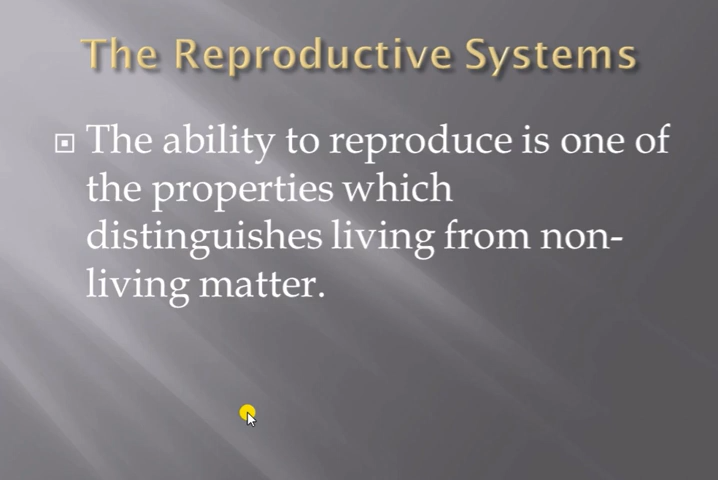 The Reproductive Systems
The ability to reproduce is one of
the properties which
distinguishes living from non-
living matter.